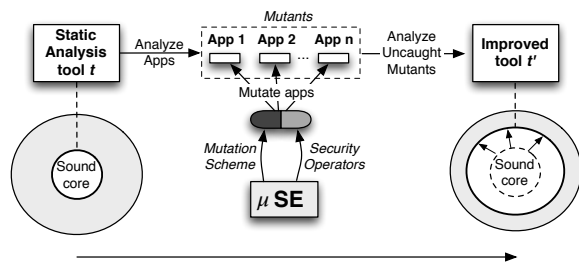 Mutants
Static
Analysis
tool t
Analyze
Apps
App 1 App 2 App n
...
Analyze
Uncaught
Mutants
Improved
tool t'
Mutate apps
Mutation
Scheme
Security
Operators
Sound
core
μ SE
Sound
core